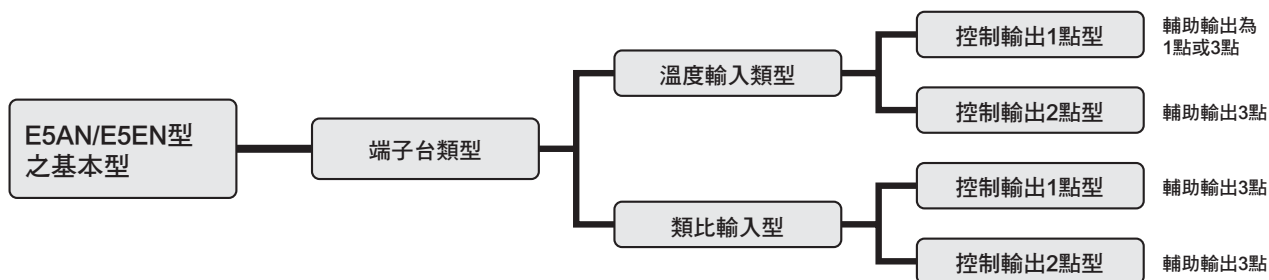 E5AN/E5EN型
之基本型
端子台類型
溫度輸入類型
控制輸出1點型
輔助輸出為
1點或3點
控制輸出2點型
輔助輸出3點
類比輸入型
控制輸出1點型
輔助輸出3點
控制輸出2點型
輔助輸出3點